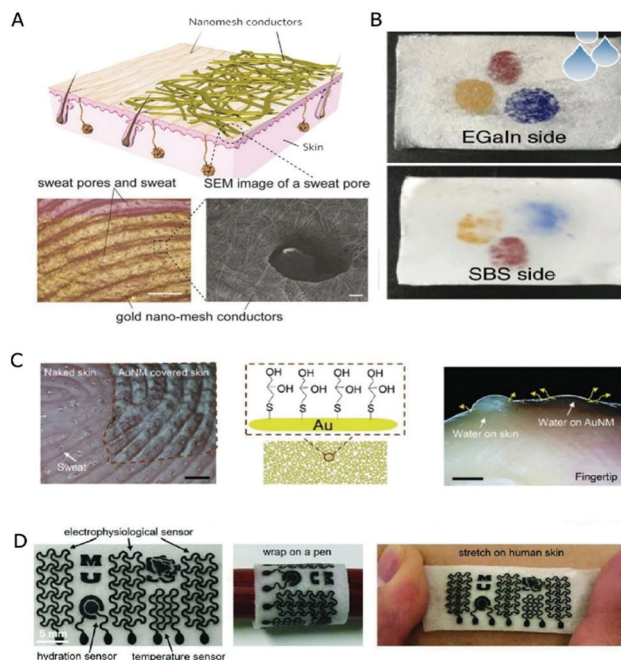 A
Nanomesh conductors
Skin
sweat pores and sweat
SEM image of a sweat pore
gold nano-mesh conductors
B
EGaIn side
SBS side
C
Naked skin
AuNM covered skin
Sweat
OH OH OH OH
OH OH OH OH
S S S S
Au
Water on skin
Water on AuNM
Fingertip
D
electrophysiological sensor
M
U
5 mm
hydration sensor
temperature sensor
wrap on a pen
stretch on human skin
M
U